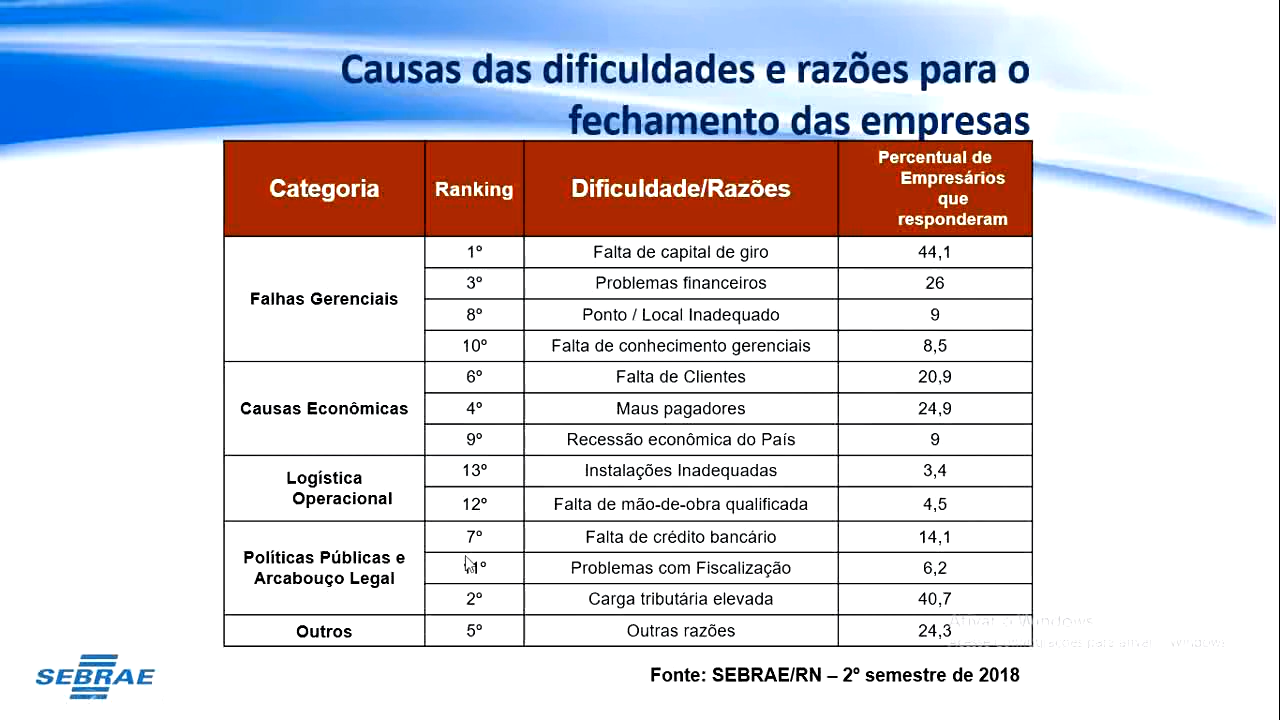 Causas das dificuldades e razões para o
fechamento das empresas
Categoria Ranking Dificuldade/Razões Percentual de
Empresários
que
responderam
Falhas Gerenciais
1º Falta de capital de giro 44,1
3º Problemas financeiros 26
8º Ponto / Local Inadequado 9
10º Falta de conhecimento gerenciais 8,5
Causas Econômicas
6º Falta de Clientes 20,9
4º Maus pagadores 24,9
9º Recessão econômica do País 9
Logística
Operacional
13º Instalações Inadequadas 3,4
12º Falta de mão-de-obra qualificada 4,5
Políticas Públicas e
Arcabouço Legal
7º Falta de crédito bancário 14,1
1º Problemas com Fiscalização 6,2
2º Carga tributária elevada 40,7
Outros 5º Outras razões 24,3
Ativar o Windows
SEBRAE
Fonte: SEBRAE/RN – 2º semestre de 2018